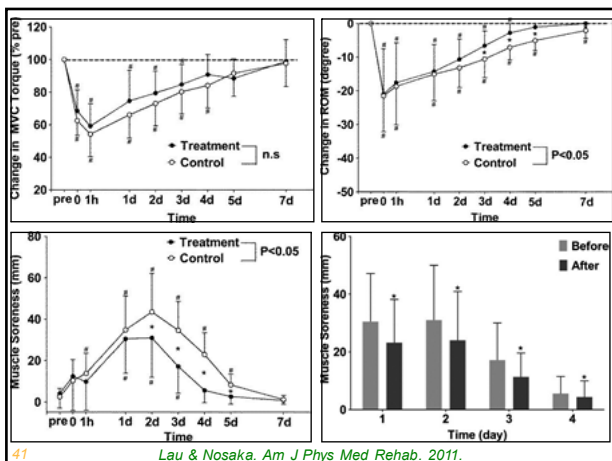 Change in MVC Torque (% pre)
120
100
80
60
40
20
# # # # # # # # # # #
Treatment
Control
n.s
pre 0 1h 1d 2d 3d 4d 5d 7d
Time
Change in ROM (degree)
0
-10
-20
-30
-40
-50
Treatment
Control
P<0.05
pre 0 1h 1d 2d 3d 4d 5d 7d
Time
Muscle Soreness (mm)
80
60
40
20
0
Treatment
Control
P<0.05
pre 0 1h 1d 2d 3d 4d 5d 7d
Time
Muscle Soreness (mm)
60
40
20
0
Before
After
* * * *
1 2 3 4
Time (day)
41
Lau & Nosaka. Am J Phys Med Rehab. 2011.